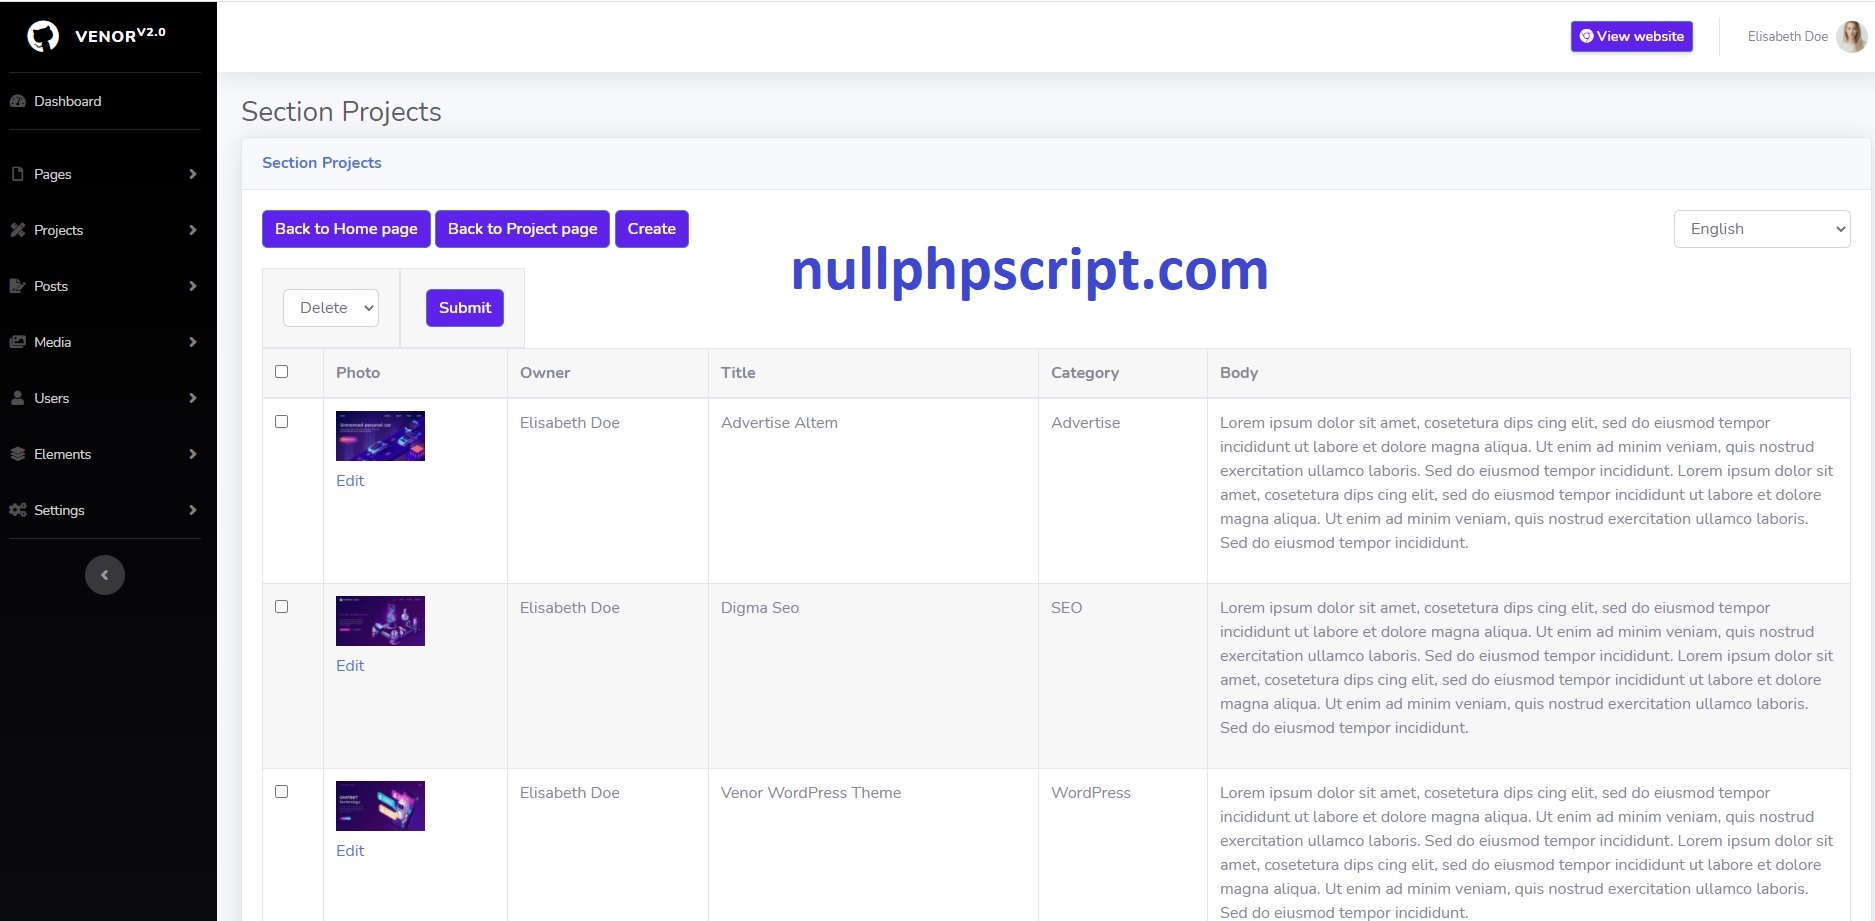 VENOR V2.0
View website
Elisabeth Doe
Dashboard
Pages
Projects
Posts
Media
Users
Elements
Settings
Section Projects
Section Projects
Back to Home page Back to Project page Create
English
nullphpscript.com
Delete Submit
Photo Owner Title Category Body
Edit
Elisabeth Doe
Advertise Altem
Advertise
Lorem ipsum dolor sit amet, cosetetura dips cing elit, sed do eiusmod tempor
incididunt ut labore et dolore magna aliqua. Ut enim ad minim veniam, quis nostrud
exercitation ullamco laboris. Sed do eiusmod tempor incididunt. Lorem ipsum dolor sit
amet, cosetetura dips cing elit, sed do eiusmod tempor incididunt ut labore et dolore
magna aliqua. Ut enim ad minim veniam, quis nostrud exercitation ullamco laboris.
Sed do eiusmod tempor incididunt.
Edit
Elisabeth Doe
Digma Seo
SEO
Lorem ipsum dolor sit amet, cosetetura dips cing elit, sed do eiusmod tempor
incididunt ut labore et dolore magna aliqua. Ut enim ad minim veniam, quis nostrud
exercitation ullamco laboris. Sed do eiusmod tempor incididunt. Lorem ipsum dolor sit
amet, cosetetura dips cing elit, sed do eiusmod tempor incididunt ut labore et dolore
magna aliqua. Ut enim ad minim veniam, quis nostrud exercitation ullamco laboris.
Sed do eiusmod tempor incididunt.
Edit
Elisabeth Doe
Venor WordPress Theme
WordPress
Lorem ipsum dolor sit amet, cosetetura dips cing elit, sed do eiusmod tempor
incididunt ut labore et dolore magna aliqua. Ut enim ad minim veniam, quis nostrud
exercitation ullamco laboris. Sed do eiusmod tempor incididunt. Lorem ipsum dolor sit
amet, cosetetura dips cing elit, sed do eiusmod tempor incididunt ut labore et dolore
magna aliqua. Ut enim ad minim veniam, quis nostrud exercitation ullamco laboris.
Sed do eiusmod tempor incididunt.